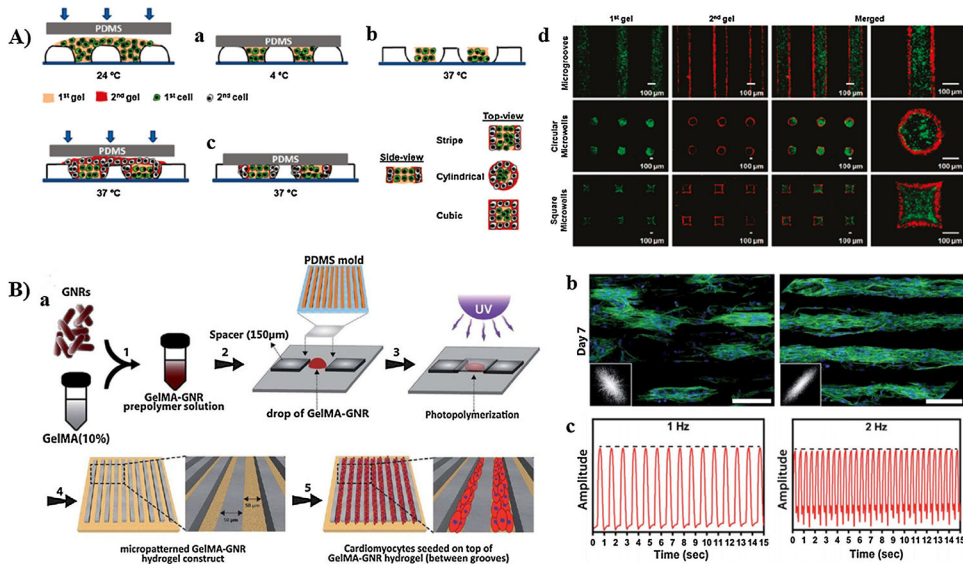 A)
PDMS
24 °C
a
PDMS
4 °C
b
37 °C
1st gel 2nd gel 1st cell 2nd cell
PDMS
37 °C
c
PDMS
37 °C
Side-view
Top-view
Stripe
Cylindrical
Cubic
d
1st gel 2nd gel Merged
Microgrooves
100 µm 100 µm 100 µm 100 µm
Circular
Microwells
100 µm 100 µm 100 µm 100 µm
Square
Microwells
100 µm 100 µm 100 µm 100 µm
B)
a
GNRs
GelMA(10%)
1
GelMA-GNR
prepolymer solution
2
PDMS mold
Spacer (150µm)
drop of GelMA-GNR
3
UV
Photopolymerization
4
50 µm
50 µm
micropatterned GelMA-GNR
hydrogel construct
5
Cardiomyocytes seeded on top of
GelMA-GNR hydrogel (between grooves)
b
Day 7
c
Amplitude
1 Hz
0 1 2 3 4 5 6 7 8 9 10 11 12 13 14 15
Time (sec)
Amplitude
2 Hz
0 1 2 3 4 5 6 7 8 9 10 11 12 13 14 15
Time (sec)